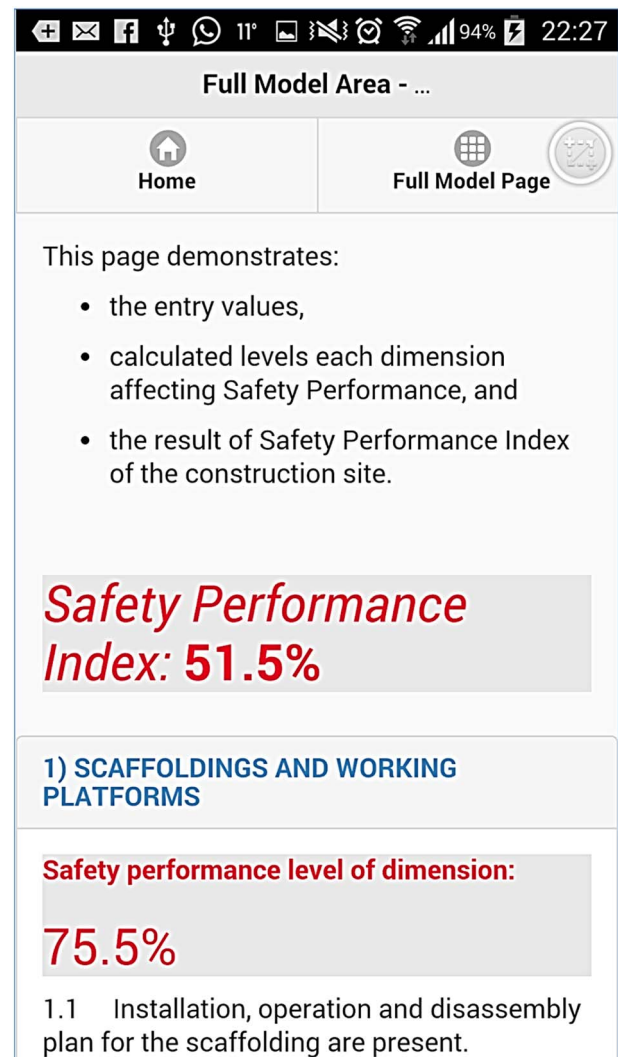 11° 94% 22:27
Full Model Area - ...
Home
Full Model Page
This page demonstrates:
• the entry values,
• calculated levels each dimension
affecting Safety Performance, and
• the result of Safety Performance Index
of the construction site.
Safety Performance
Index: 51.5%
1) SCAFFOLDINGS AND WORKING
PLATFORMS
Safety performance level of dimension:
75.5%
1.1 Installation, operation and disassembly
plan for the scaffolding are present.